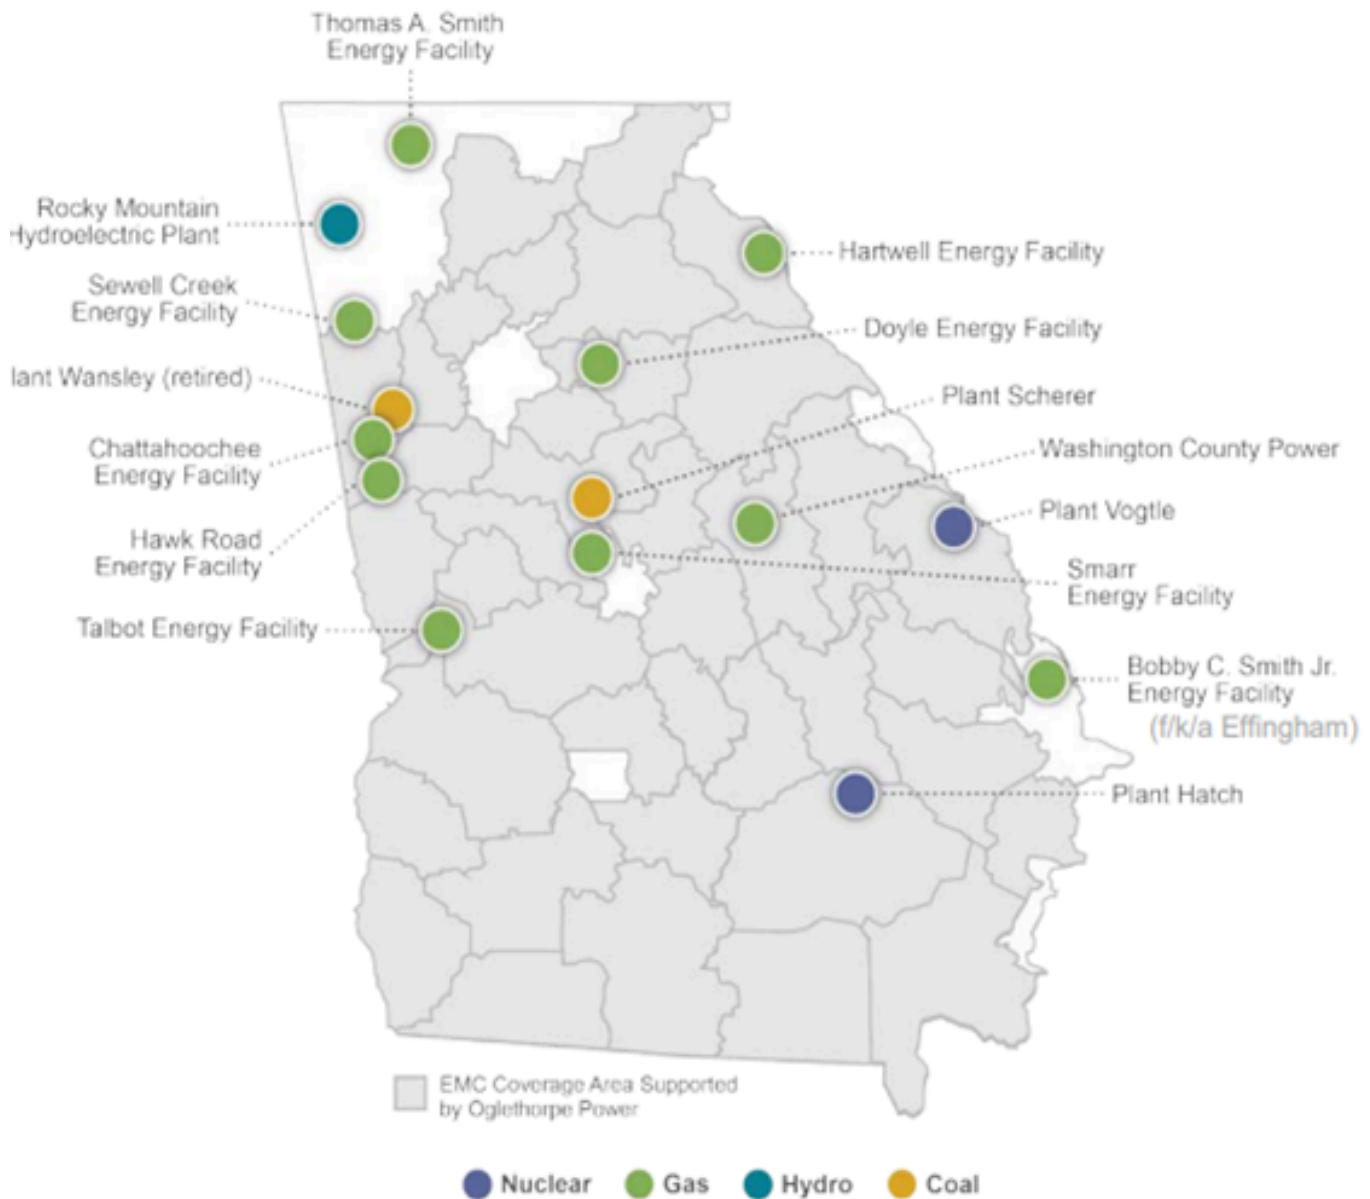 Thomas A. Smith
Energy Facility
Rocky Mountain
Hydroelectric Plant
Hartwell Energy Facility
Sewell Creek
Energy Facility
Doyle Energy Facility
lant Wansley (retired)
Plant Scherer
Chattahoochee
Energy Facility
Washington County Power
Plant Vogtle
Hawk Road
Energy Facility
Smarr
Energy Facility
Talbot Energy Facility
Bobby C. Smith Jr.
Energy Facility
(f/k/a Effingham)
Plant Hatch
EMC Coverage Area Supported
by Oglethorpe Power
Nuclear Gas Hydro Coal